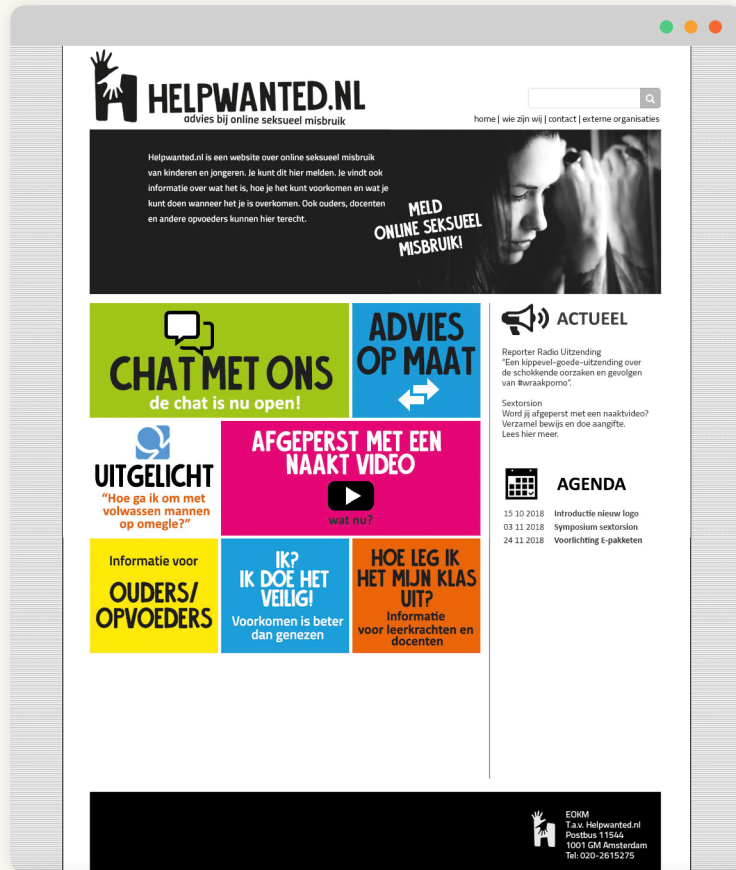 HELPWANTED.NL
advies bij online seksueel misbruik
home | wie zijn wij | contact | externe organisaties
Helpwanted.nl is een website over online seksueel misbruik
van kinderen en jongeren. Je kunt dit hier melden. Je vindt ook
informatie over wat het is, hoe je het kunt voorkomen en wat je
kunt doen wanneer het je is overkomen. Ook ouders, docenten
en andere opvoeders kunnen hier terecht.
MELD
ONLINE SEKSUEEL
MISBRUIK!
CHAT MET ONS
de chat is nu open!
ADVIES
OP MAAT
UITGELICHT
“Hoe ga ik om met
volwassen mannen
op omegle?”
AFGEPERST MET EEN
NAAKT VIDEO
wat nu?
Informatie voor
OUDERS/
OPVOEDERS
IK?
IK DOE HET
VEILIG!
Voorkomen is beter
dan genezen
HOE LEG IK
HET MIJN KLAS
UIT?
Informatie
voor leerkrachten en
docenten
ACTUEEL
Reporter Radio Uitzending
“Een kippevel-goede-uitzending over
de schokkende oorzaken en gevolgen
van #wraakporno”.
Sextorsion
Word jij afgeperst met een naaktvideo?
Verzamel bewijs en doe aangifte.
Lees hier meer.
AGENDA
15 10 2018 Introductie nieuw logo
03 11 2018 Symposium sextorsion
24 11 2018 Voorlichting E-pakketen
EOKM
T.a.v. Helpwanted.nl
Postbus 11544
1001 GM Amsterdam
Tel: 020-2615275